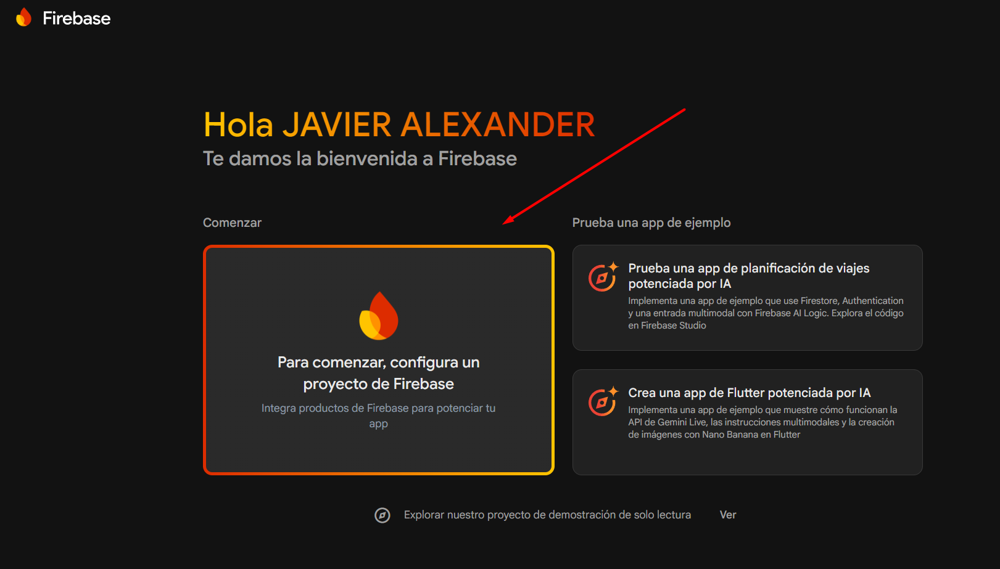 Firebase
Hola JAVIER ALEXANDER
Te damos la bienvenida a Firebase
Comenzar
Para comenzar, configura un
proyecto de Firebase
Integra productos de Firebase para potenciar tu
app
Prueba una app de ejemplo
Prueba una app de planificación de viajes
potenciada por IA
Implementa una app de ejemplo que use Firestore, Authentication
y una entrada multimodal con Firebase AI Logic. Explora el código
en Firebase Studio
Crea una app de Flutter potenciada por IA
Implementa una app de ejemplo que muestre cómo funcionan la
API de Gemini Live, las instrucciones multimodales y la creación
de imágenes con Nano Banana en Flutter
Explorar nuestro proyecto de demostración de solo lectura
Ver